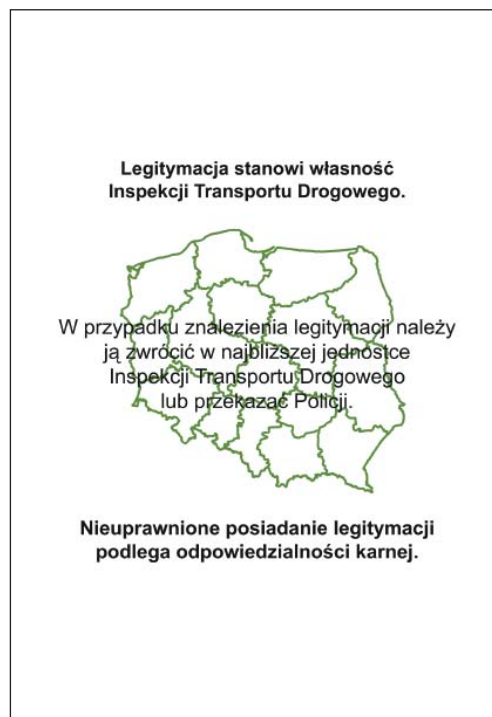 Legitymacja stanowi własność
Inspekcji Transportu Drogowego.
W przypadku znalezienia legitymacji należy
ją zwrócić w najbliższej jednostce
Inspekcji Transportu Drogowego
lub przekazać Policji.
Nieuprawnione posiadanie legitymacji
podlega odpowiedzialności karnej.